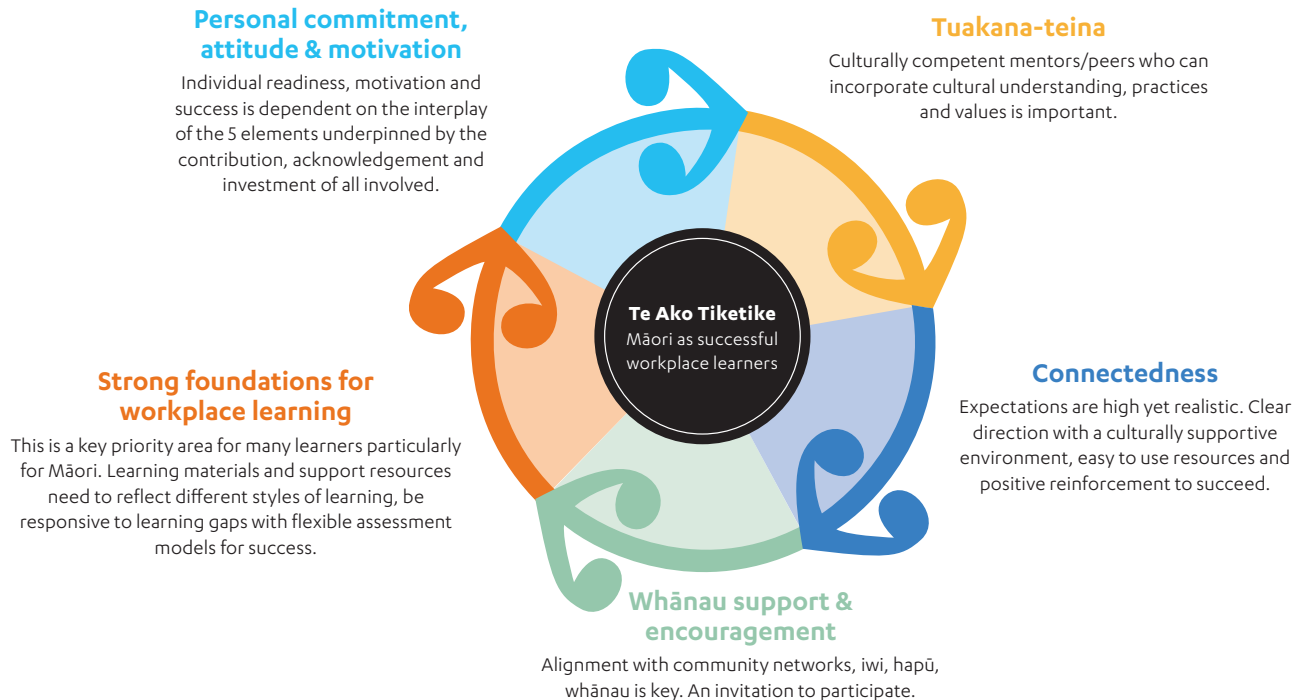 Personal commitment,
attitude & motivation
Individual readiness, motivation and
success is dependent on the interplay
of the 5 elements underpinned by the
contribution, acknowledgement and
investment of all involved.
Tuakana-teina
Culturally competent mentors/peers who can
incorporate cultural understanding, practices
and values is important.
Te Ako Tiketike
Māori as successful
workplace learners
Connectedness
Expectations are high yet realistic. Clear
direction with a culturally supportive
environment, easy to use resources and
positive reinforcement to succeed.
Strong foundations for
workplace learning
This is a key priority area for many learners particularly
for Māori. Learning materials and support resources
need to reflect different styles of learning, be
responsive to learning gaps with flexible assessment
models for success.
Whānau support &
encouragement
Alignment with community networks, iwi, hapū,
whānau is key. An invitation to participate.